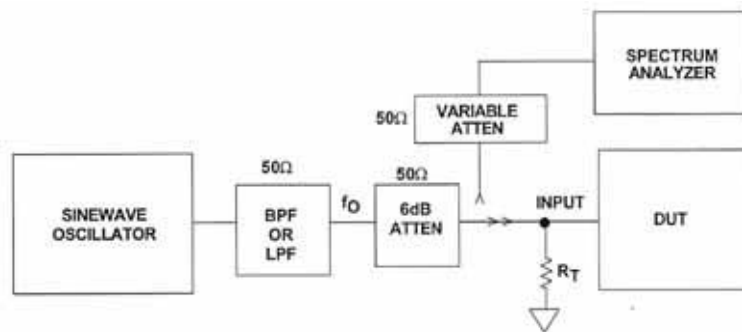 SPECTRUM
ANALYZER
50Ω
VARIABLE
ATTEN
SINEWAVE
OSCILLATOR
50Ω
BPF
OR
LPF
fO
50Ω
6dB
ATTEN
INPUT
RT
DUT